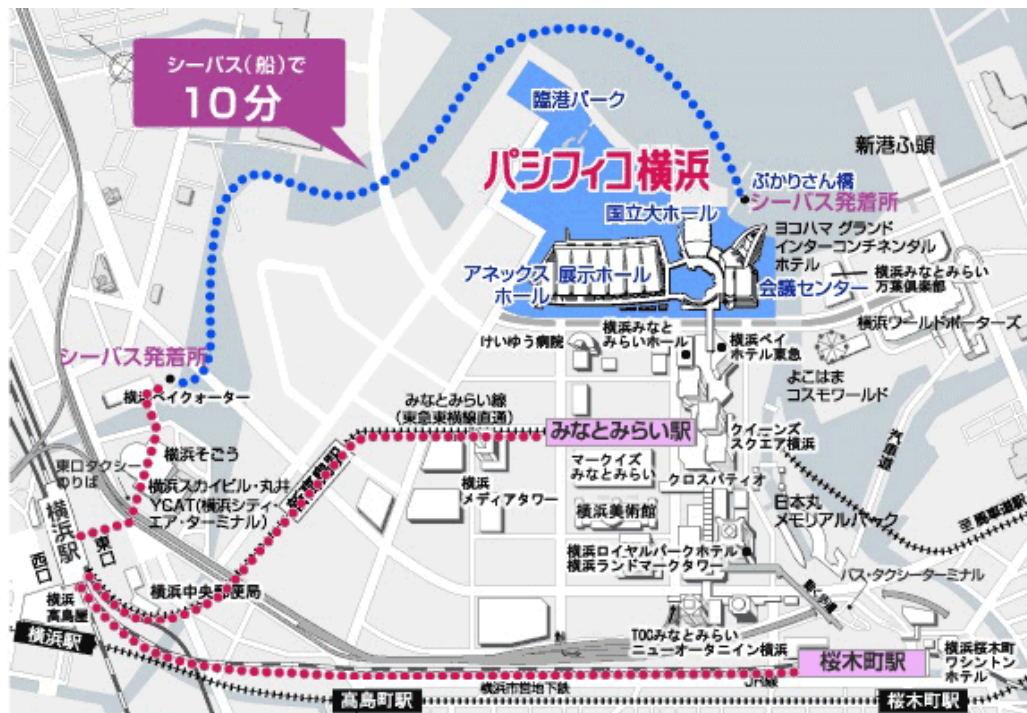 シーバス(船)で
10分
臨港パーク
新港ふ頭
パシフィコ横浜
ぷかりさん橋
シーバス発着所
国立大ホール
ヨコハマ グランド
インターコンチネンタル
ホテル
アネックス
ホール
展示ホール
会議センター
横浜みなとみらい
万葉倶楽部
横浜ワールドポーターズ
けいゆう病院
横浜みなと
みらいホール
横浜ベイ
ホテル東急
よこはま
コスモワールド
シーバス発着所
横浜ベイクォーター
みなとみらい線
(東急東横線直通)
みなとみらい駅
クイーンズ
スクエア横浜
汽車道
横浜そごう
東口タクシー
のりば
マークイズ
みなとみらい
クロスパティオ
横浜スカイビル・丸井
YCAT(横浜シティ・
エア・ターミナル)
新高島駅
横浜
メディアタワー
横浜美術館
日本丸
メモリアルパーク
至 馬車道駅
横浜駅
東口
西口
横浜ロイヤルパークホテル
横浜ランドマークタワー
動く歩道
バス・タクシーターミナル
横浜中央郵便局
横浜
高島屋
横浜駅
TOCみなとみらい
ニューオータニイン横浜
桜木町駅
横浜桜木町
ワシントン
ホテル
JR線
横浜市営地下鉄
高島町駅
桜木町駅